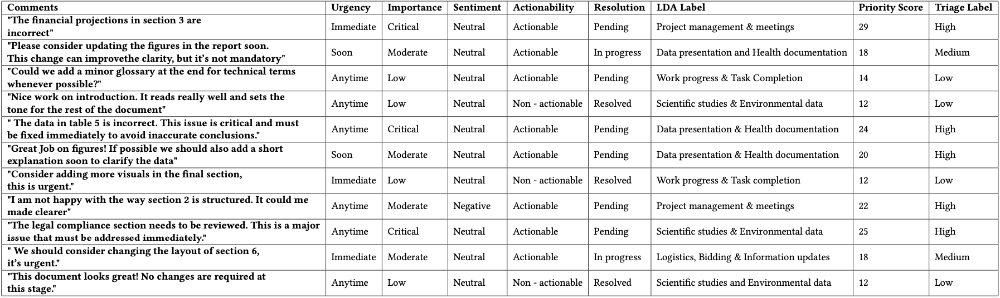 Comments Urgency Importance Sentiment Actionability Resolution LDA Label Priority Score Triage Label
"The financial projections in section 3 are
incorrect" Immediate Critical Neutral Actionable Pending Project management & meetings 29 High
"Please consider updating the figures in the report soon.
This change can improvethe clarity, but it's not mandatory" Soon Moderate Neutral Actionable In progress Data presentation and Health documentation 18 Medium
"Could we add a minor glossary at the end for technical terms
whenever possible?" Anytime Low Neutral Actionable Pending Work progress & Task Completion 14 Low
"Nice work on introduction. It reads really well and sets the
tone for the rest of the document" Anytime Low Neutral Non - actionable Resolved Scientific studies & Environmental data 12 Low
" The data in table 5 is incorrect. This issue is critical and must
be fixed immediately to avoid inaccurate conclusions." Anytime Critical Neutral Actionable Pending Data presentation & Health documentation 24 High
"Great Job on figures! If possible we should also add a short
explanation soon to clarify the data" Soon Moderate Neutral Actionable Pending Data presentation & Health documentation 20 High
"Consider adding more visuals in the final section,
this is urgent." Immediate Low Neutral Non - actionable Resolved Work progress & Task completion 12 Low
"I am not happy with the way section 2 is structured. It could me
made clearer" Anytime Moderate Negative Actionable Pending Project management & meetings 22 High
"The legal compliance section needs to be reviewed. This is a major
issue that must be addressed immediately." Anytime Critical Neutral Actionable Pending Scientific studies & Environmental data 25 High
" We should consider changing the layout of section 6,
it's urgent." Immediate Moderate Neutral Actionable In progress Logistics, Bidding & Information updates 18 Medium
"This document looks great! No changes are required at
this stage." Anytime Low Neutral Non - actionable Resolved Scientific studies and Environmental data 12 Low